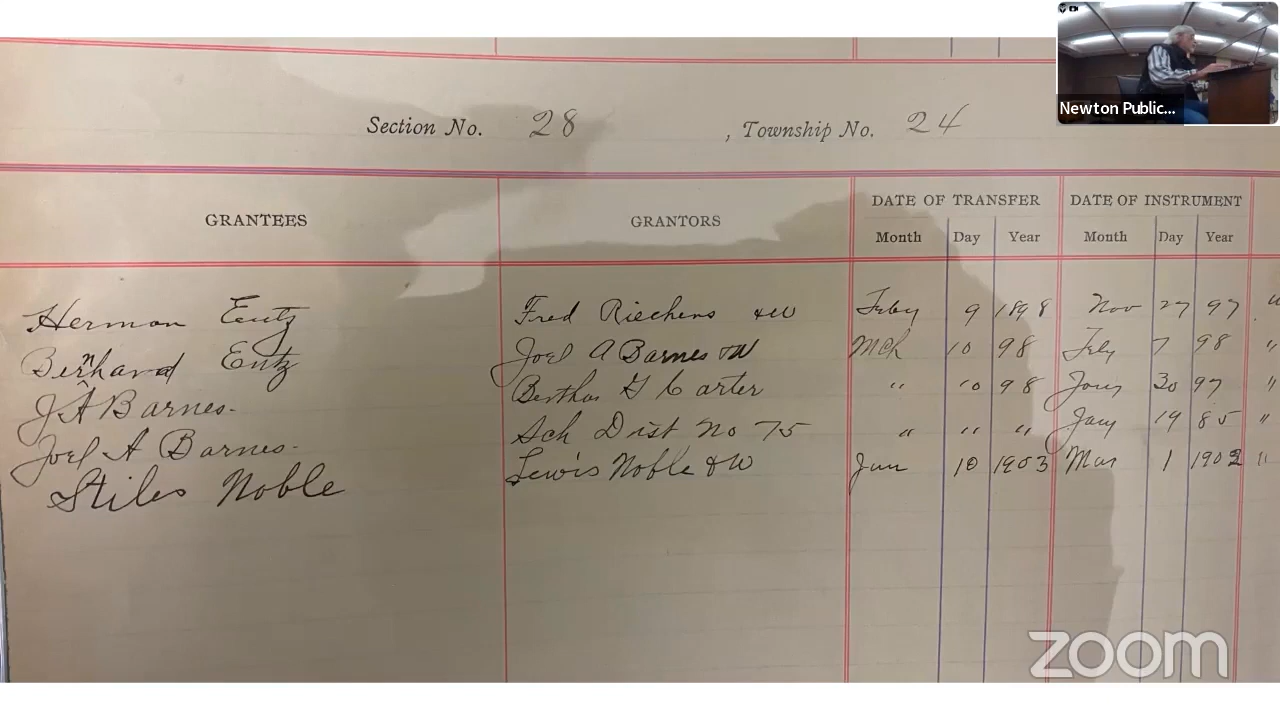 Newton Public...
Section No. 28 , Township No. 24
GRANTEES GRANTORS DATE OF TRANSFER DATE OF INSTRUMENT
Month Day Year Month Day Year
Herman Entz Fred Riechers &W Feby 9 1898 Nov 27 97
Bernhard Entz Joel A Barnes &W Mch 10 98 Feby 7 98 "
J A Barnes- Bertha G Carter " 10 98 Jany 30 97 "
Joel A Barnes- Sch Dist No 75 " " " Jany 19 85 "
Stiles Noble Lewis Noble &W Jan 10 1903 Mar 1 1902 "
zoom